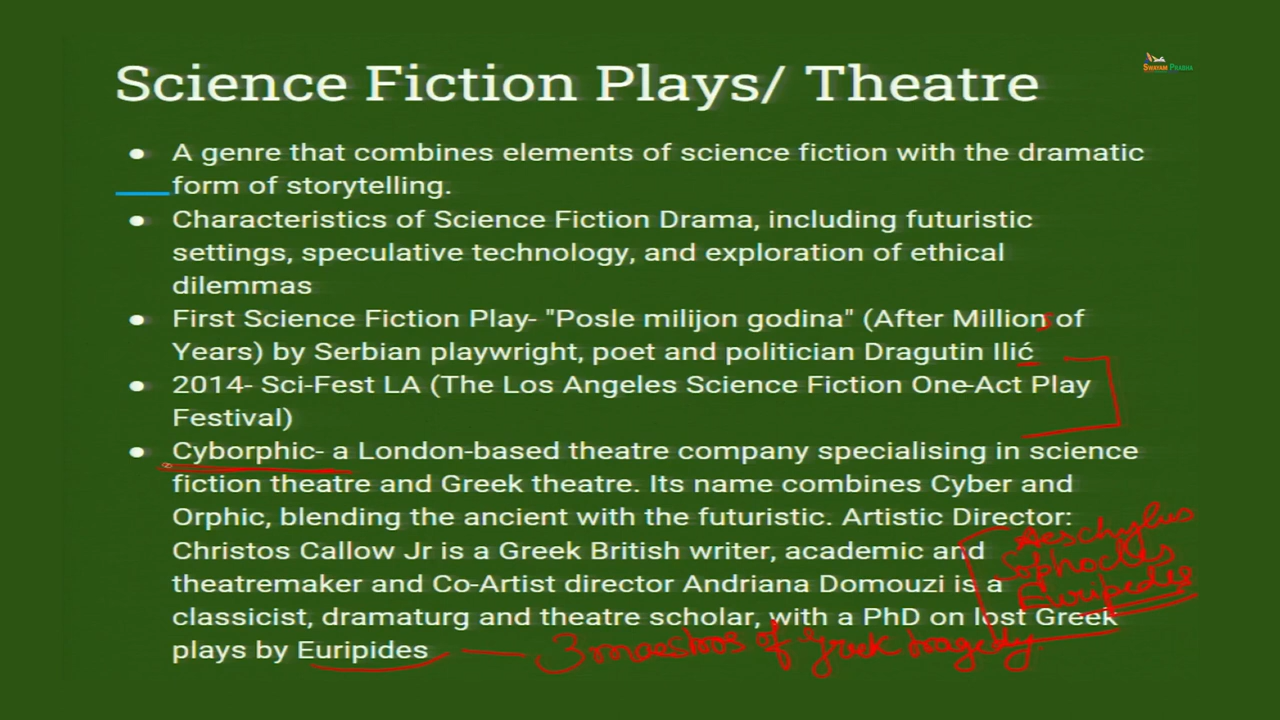 Science Fiction Plays/ Theatre
SWAYAM PRABHA
● A genre that combines elements of science fiction with the dramatic
form of storytelling.
● Characteristics of Science Fiction Drama, including futuristic
settings, speculative technology, and exploration of ethical
dilemmas
● First Science Fiction Play- "Posle milijon godina" (After Million s of
Years) by Serbian playwright, poet and politician Dragutin Ilić
● 2014- Sci-Fest LA (The Los Angeles Science Fiction One-Act Play
Festival)
● Cyborphic- a London-based theatre company specialising in science
fiction theatre and Greek theatre. Its name combines Cyber and
Orphic, blending the ancient with the futuristic. Artistic Director:
Christos Callow Jr is a Greek British writer, academic and
theatremaker and Co-Artist director Andriana Domouzi is a
classicist, dramaturg and theatre scholar, with a PhD on lost Greek
plays by Euripides
Aeschylus
Sophocles
Euripedes
3 maestros of greek tragedy